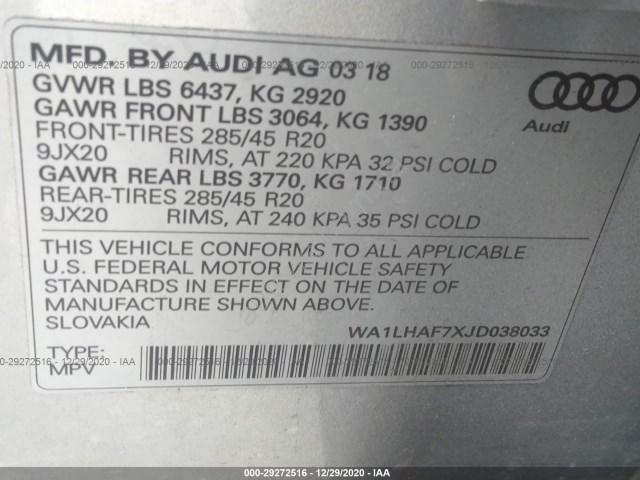 MFD. BY AUDI AG 03 18
GVWR LBS 6437, KG 2920
GAWR FRONT LBS 3064, KG 1390
FRONT-TIRES 285/45 R20
9JX20 RIMS, AT 220 KPA 32 PSI COLD
GAWR REAR LBS 3770, KG 1710
REAR-TIRES 285/45 R20
9JX20 RIMS, AT 240 KPA 35 PSI COLD
Audi
THIS VEHICLE CONFORMS TO ALL APPLICABLE
U.S. FEDERAL MOTOR VEHICLE SAFETY
STANDARDS IN EFFECT ON THE DATE OF
MANUFACTURE SHOWN ABOVE.
SLOVAKIA
WA1LHAF7XJD038033
TYPE:
MPV
000-29272516 - 12/29/2020 - IAA